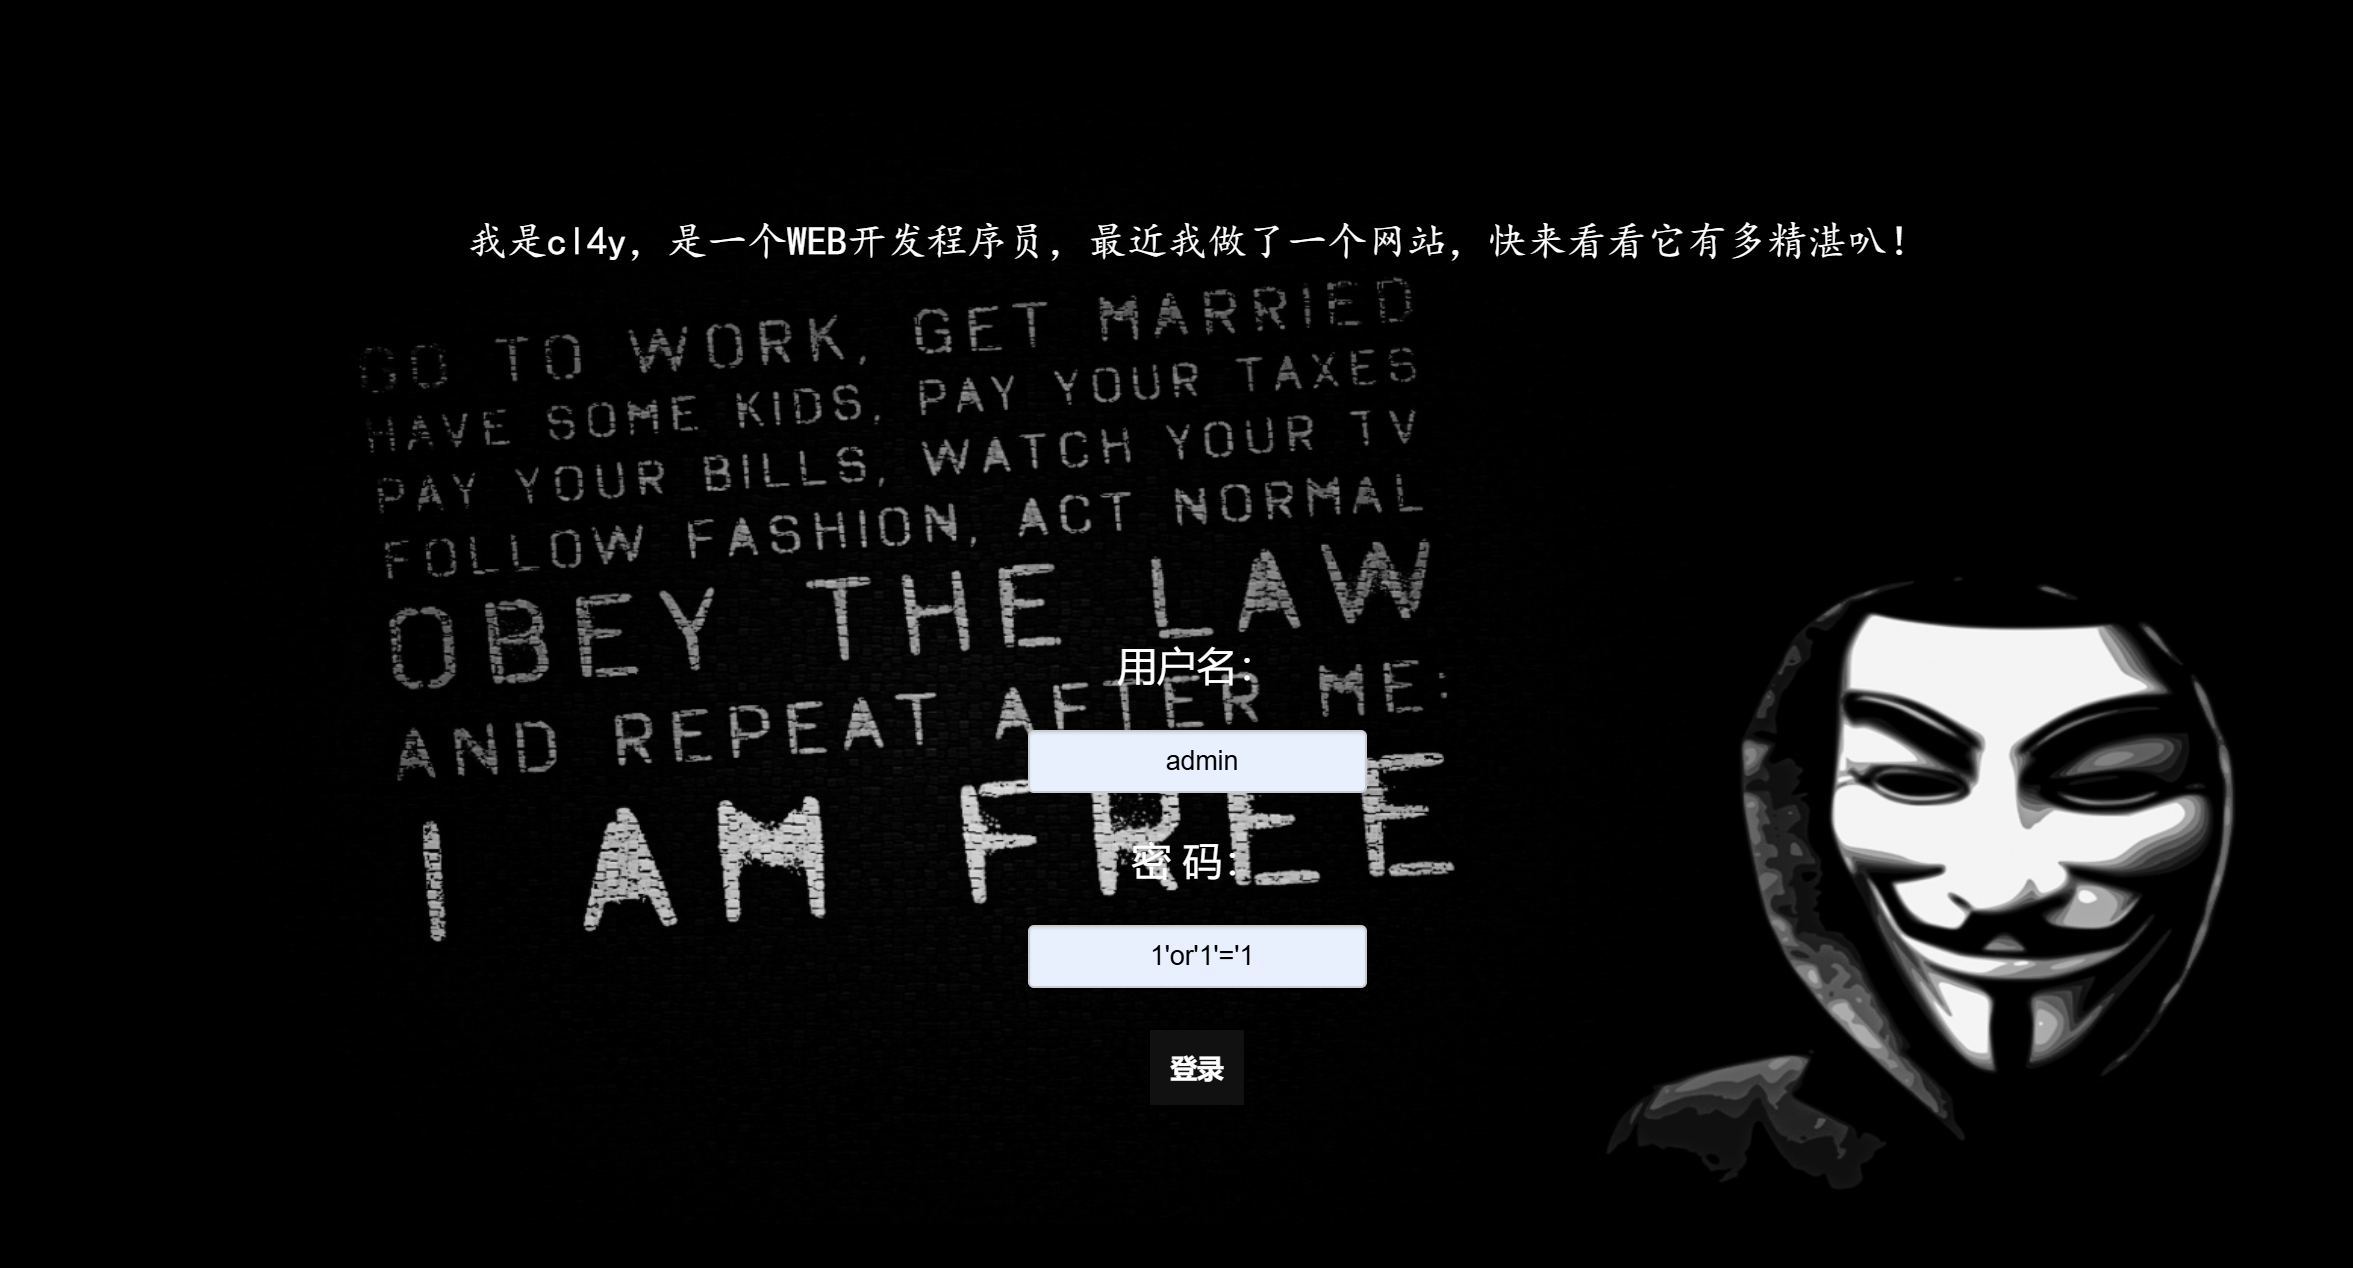 我是cl4y，是一个WEB开发程序员，最近我做了一个网站，快来看看它有多精湛叭！
GO TO WORK, GET MARRIED
HAVE SOME KIDS, PAY YOUR TAXES
PAY YOUR BILLS, WATCH YOUR TV
FOLLOW FASHION, ACT NORMAL
OBEY THE LAW
AND REPEAT AFTER ME:
I AM FREE
用户名：
admin
密 码：
1'or'1'='1
登录